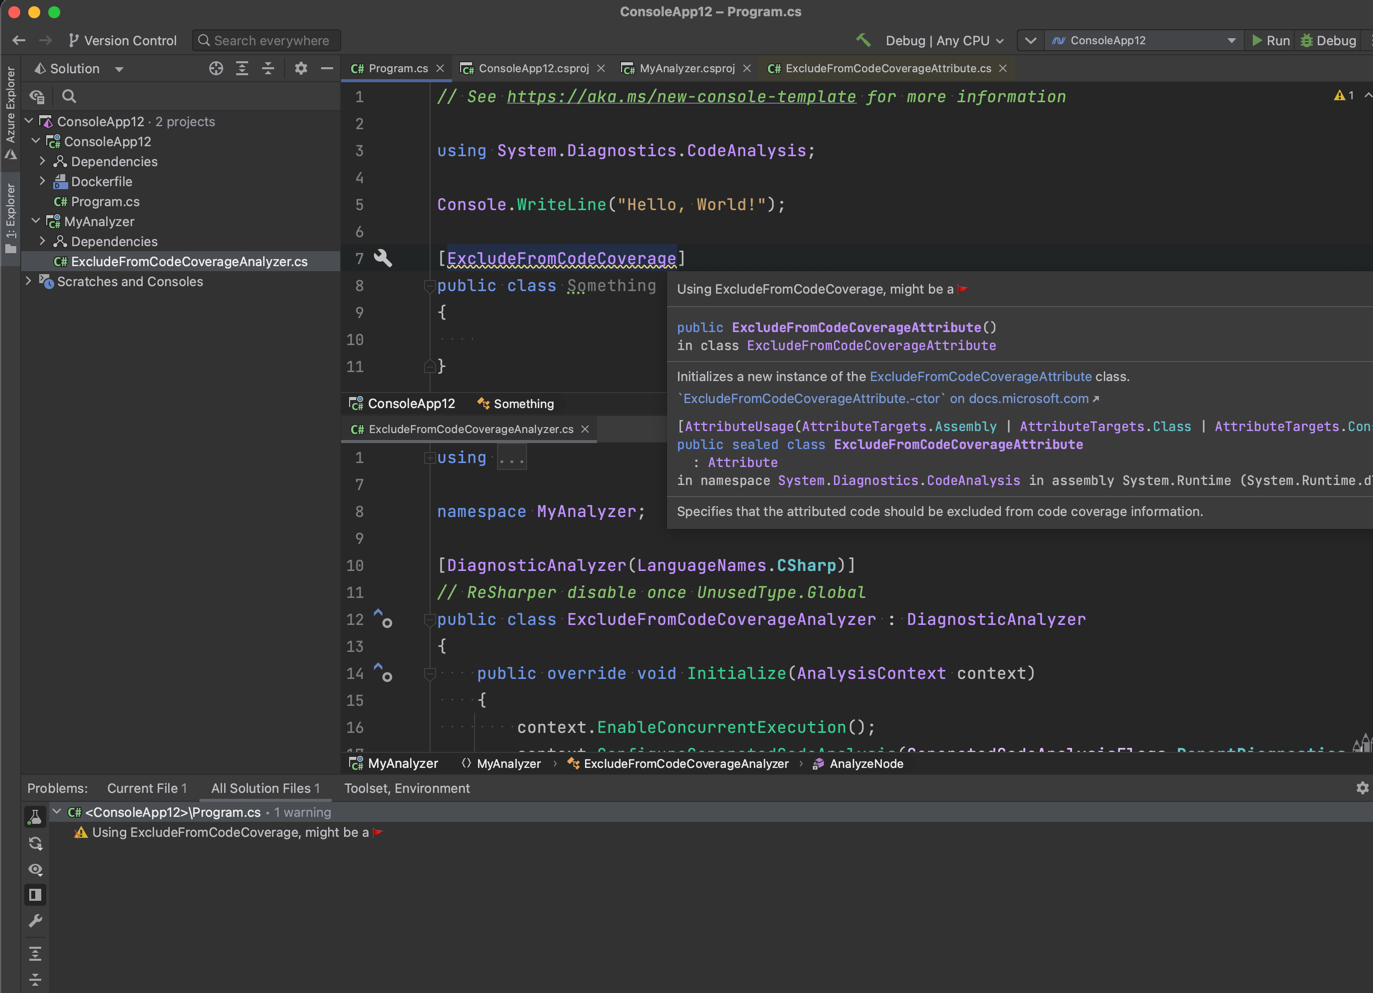 ConsoleApp12 – Program.cs
Version Control
Search everywhere
Debug | Any CPU
ConsoleApp12
Run
Debug
Azure Explorer
1: Explorer
Solution
C# Program.cs
ConsoleApp12.csproj
MyAnalyzer.csproj
C# ExcludeFromCodeCoverageAttribute.cs
ConsoleApp12 · 2 projects
ConsoleApp12
Dependencies
Dockerfile
C# Program.cs
MyAnalyzer
Dependencies
C# ExcludeFromCodeCoverageAnalyzer.cs
Scratches and Consoles
1 // See https://aka.ms/new-console-template for more information
1
2
3 using System.Diagnostics.CodeAnalysis;
4
5 Console.WriteLine("Hello, World!");
6
7 [ExcludeFromCodeCoverage]
8 public class Something
9 {
10
11 }
Using ExcludeFromCodeCoverage, might be a
public ExcludeFromCodeCoverageAttribute()
in class ExcludeFromCodeCoverageAttribute
Initializes a new instance of the ExcludeFromCodeCoverageAttribute class.
`ExcludeFromCodeCoverageAttribute.-ctor` on docs.microsoft.com
[AttributeUsage(AttributeTargets.Assembly | AttributeTargets.Class | AttributeTargets.Con
public sealed class ExcludeFromCodeCoverageAttribute
: Attribute
in namespace System.Diagnostics.CodeAnalysis in assembly System.Runtime (System.Runtime.d
Specifies that the attributed code should be excluded from code coverage information.
ConsoleApp12 Something
C# ExcludeFromCodeCoverageAnalyzer.cs
1 using ...
7
8 namespace MyAnalyzer;
9
10 [DiagnosticAnalyzer(LanguageNames.CSharp)]
11 // ReSharper disable once UnusedType.Global
12 public class ExcludeFromCodeCoverageAnalyzer : DiagnosticAnalyzer
13 {
14 public override void Initialize(AnalysisContext context)
15 {
16 context.EnableConcurrentExecution();
17 context.ConfigureGeneratedCodeAnalysis(GeneratedCodeAnalysisFlags.ReportDiagnostics
MyAnalyzer MyAnalyzer › ExcludeFromCodeCoverageAnalyzer › AnalyzeNode
Problems: Current File 1 All Solution Files 1 Toolset, Environment
C# <ConsoleApp12>\Program.cs · 1 warning
Using ExcludeFromCodeCoverage, might be a